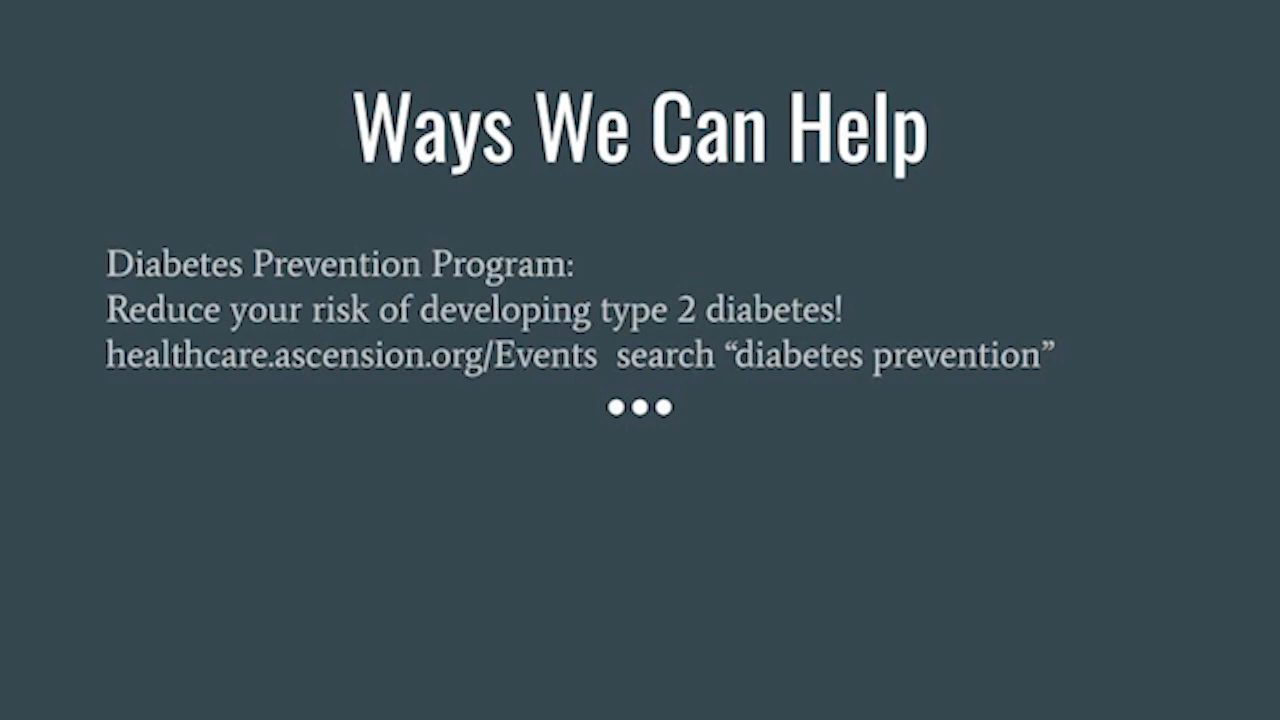 Ways We Can Help
Diabetes Prevention Program:
Reduce your risk of developing type 2 diabetes!
healthcare.ascension.org/Events  search “diabetes prevention”